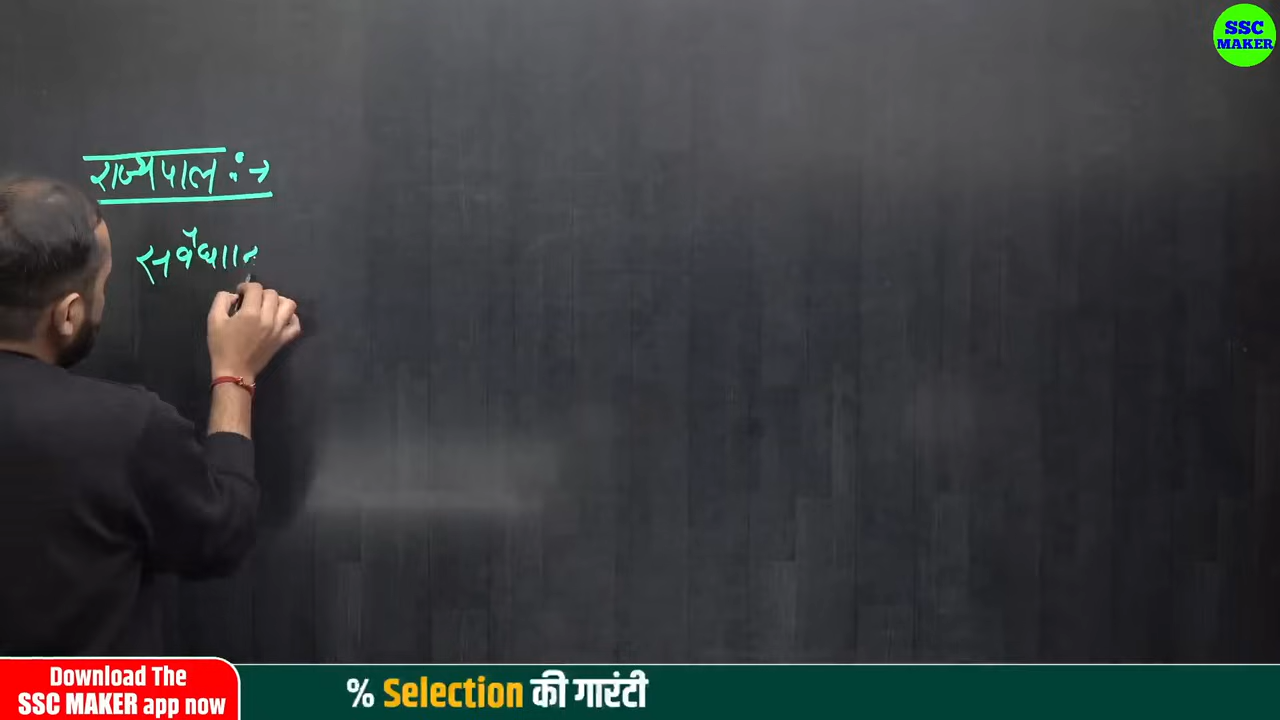 SSC
MAKER
राज्यपाल :→
Download The
SSC MAKER app now
% Selection की गारंटी